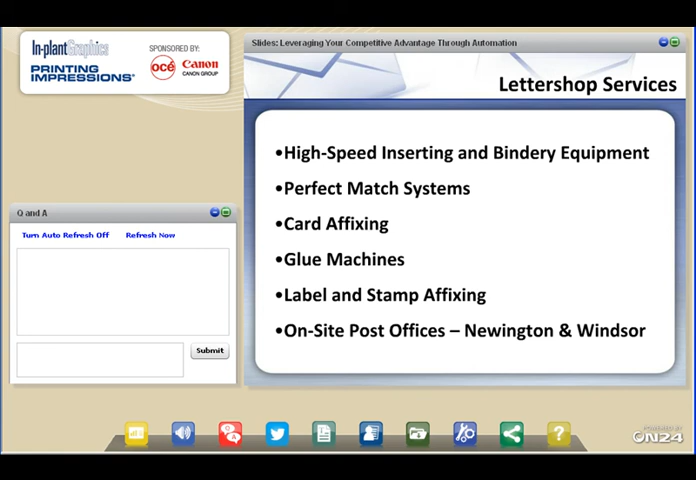 In-plantGraphics
PRINTING
IMPRESSIONS®
SPONSORED BY:
océ
Canon
CANON GROUP
Slides: Leveraging Your Competitive Advantage Through Automation
Lettershop Services
•High-Speed Inserting and Bindery Equipment
•Perfect Match Systems
•Card Affixing
•Glue Machines
•Label and Stamp Affixing
•On-Site Post Offices – Newington & Windsor
Q and A
Turn Auto Refresh Off
Refresh Now
Submit
Q
A
?
POWERED BY
ON24